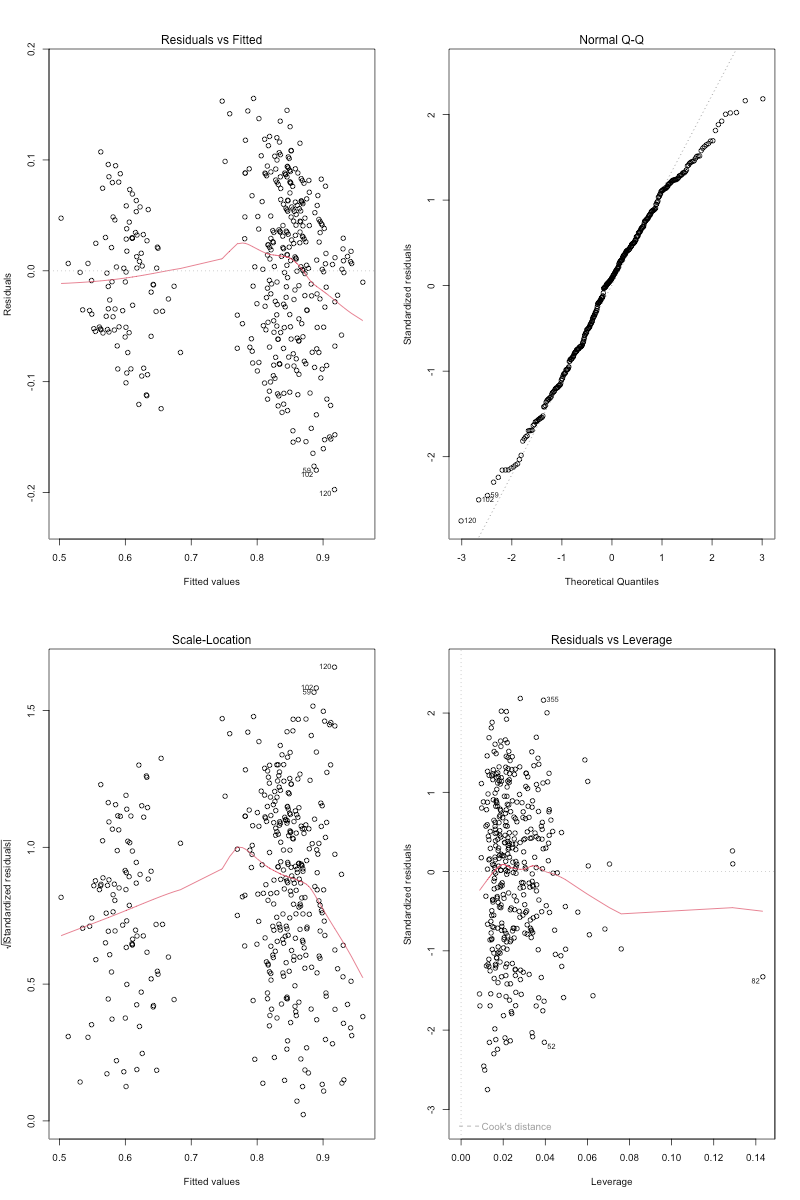 Residuals vs Fitted
0.2
0.1
0.0
-0.1
-0.2
Residuals
59
102
120
0.5 0.6 0.7 0.8 0.9
Fitted values
Normal Q-Q
2
1
0
-1
-2
Standardized residuals
59
102
120
-3 -2 -1 0 1 2 3
Theoretical Quantiles
Scale-Location
1.5
1.0
0.5
0.0
√|Standardized residuals|
120
102
59
0.5 0.6 0.7 0.8 0.9
Fitted values
Residuals vs Leverage
2
1
0
-1
-2
-3
Standardized residuals
355
82
52
Cook's distance
0.00 0.02 0.04 0.06 0.08 0.10 0.12 0.14
Leverage